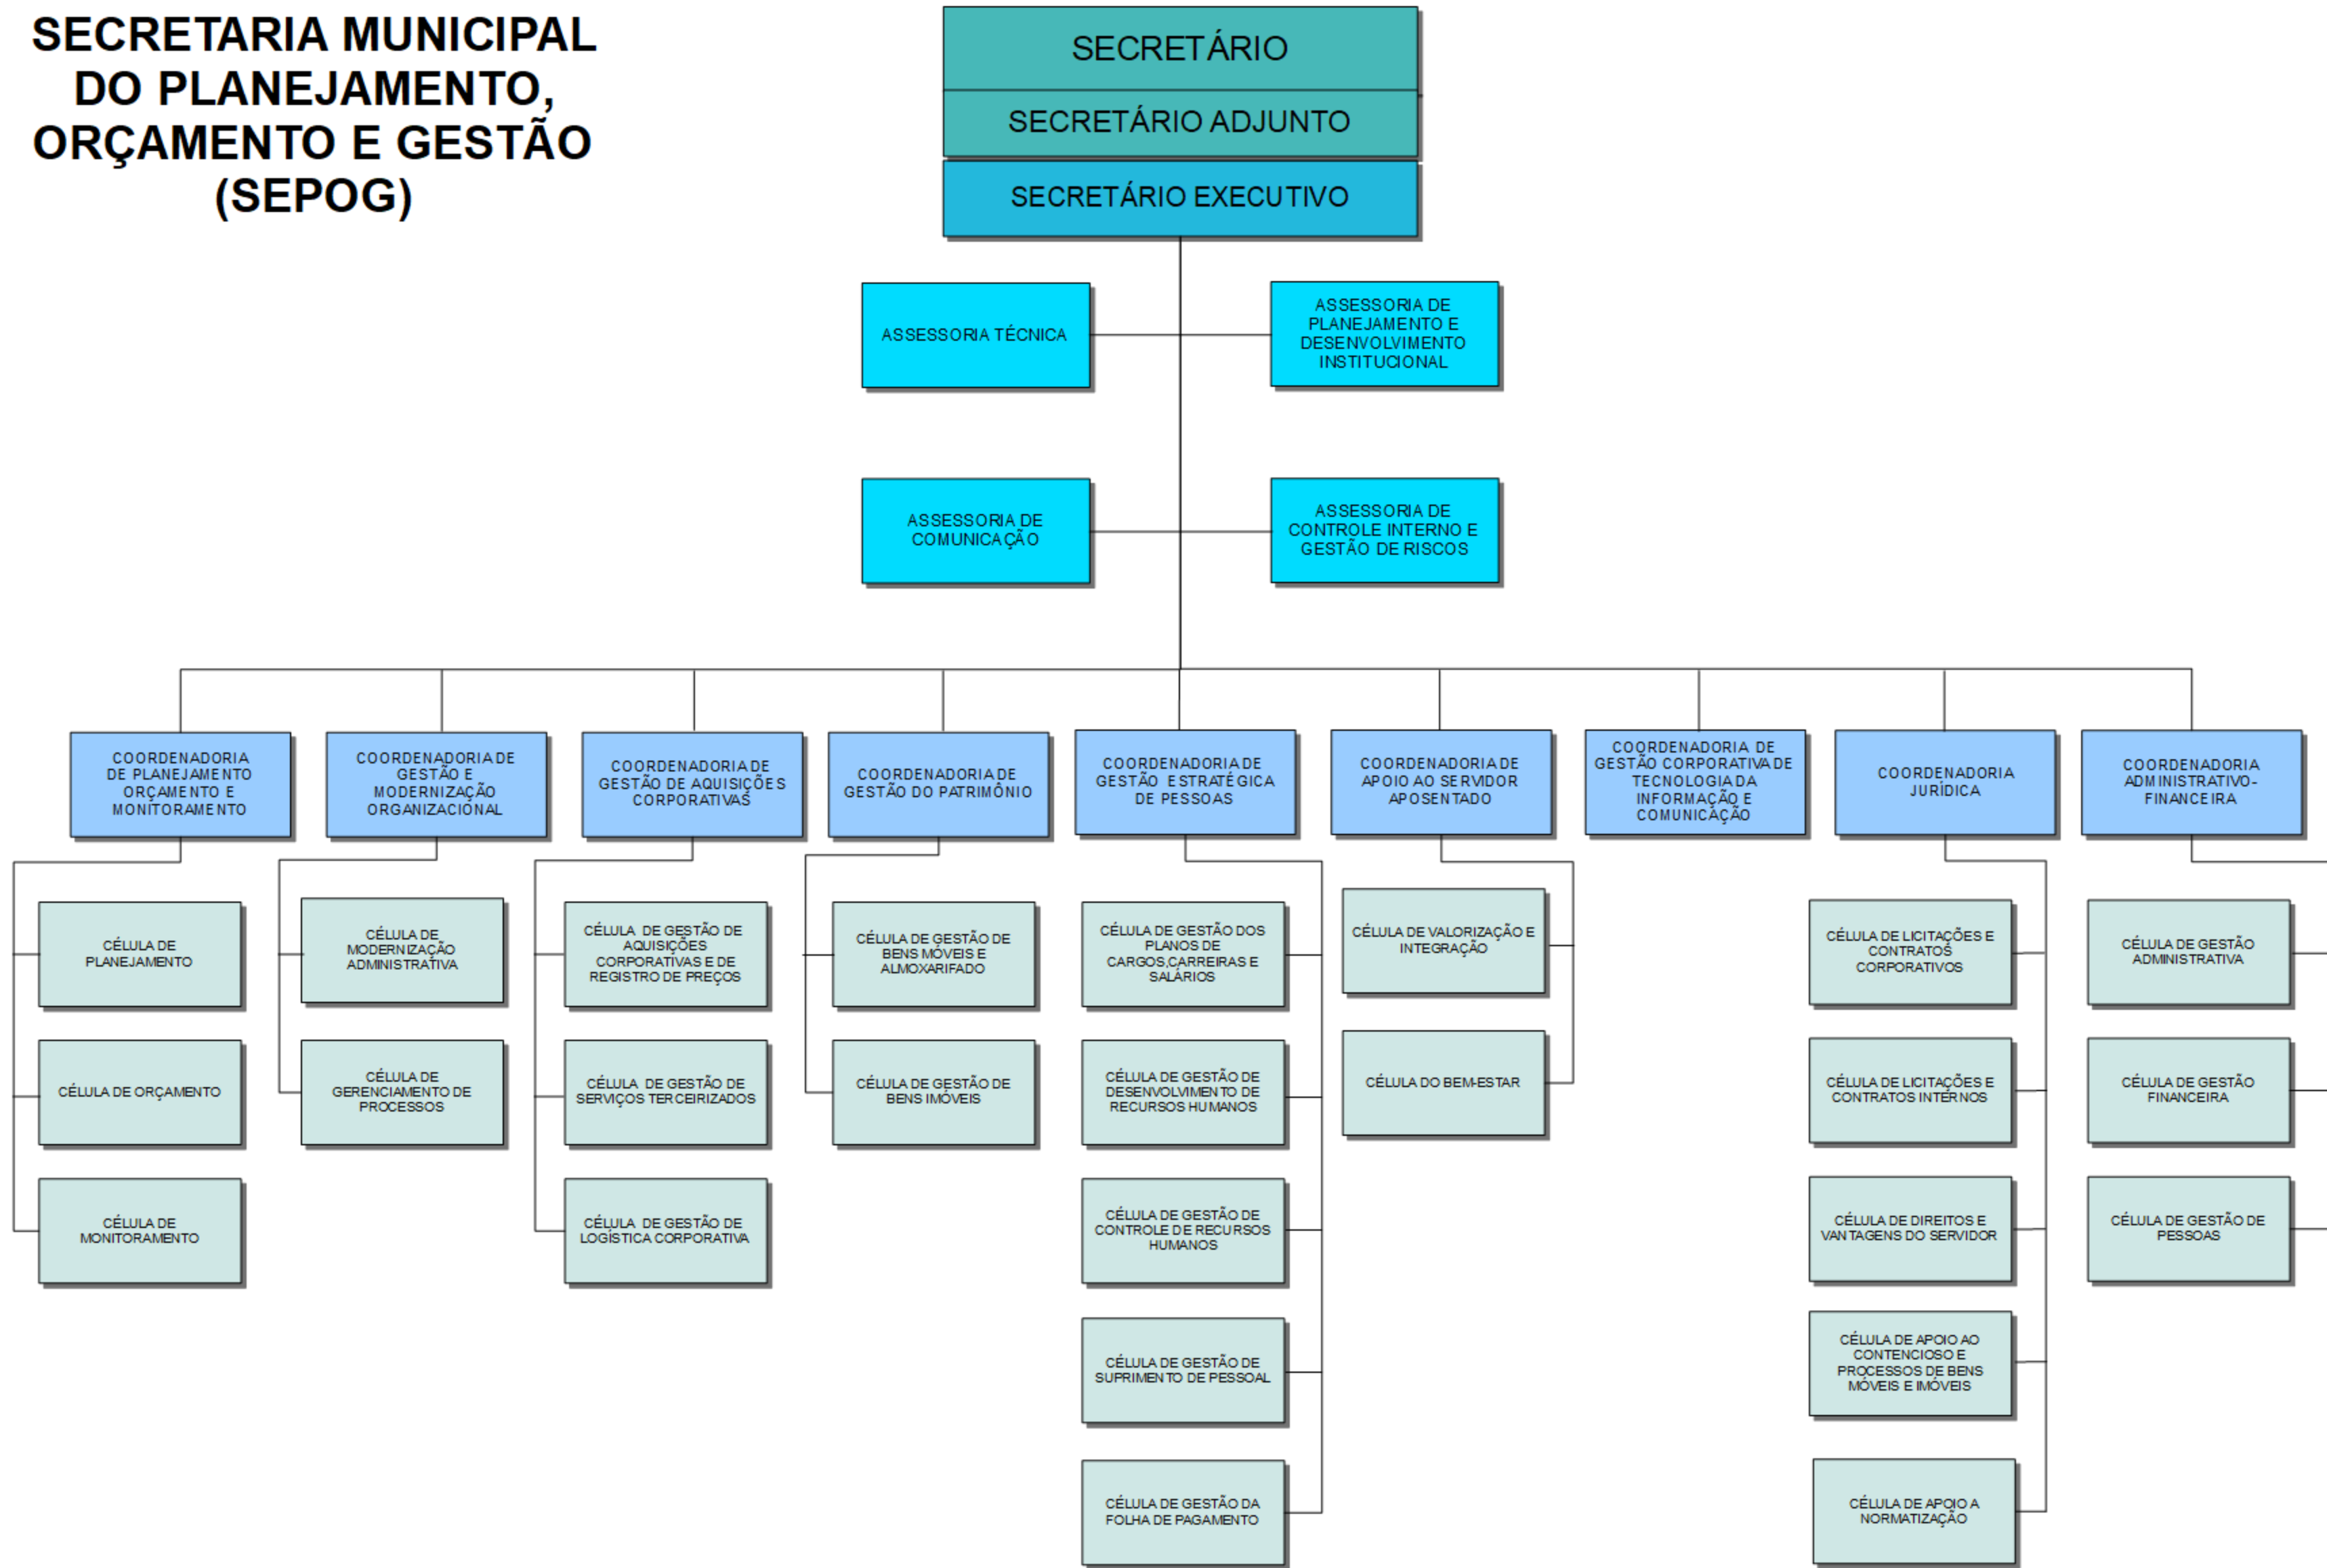 SECRETARIA MUNICIPAL
DO PLANEJAMENTO,
ORÇAMENTO E GESTÃO
(SEPOG)
SECRETÁRIO
SECRETÁRIO ADJUNTO
SECRETÁRIO EXECUTIVO
ASSESSORIA TÉCNICA
ASSESSORIA DE
PLANEJAMENTO E
DESENVOLVIMENTO
INSTITUCIONAL
ASSESSORIA DE
COMUNICAÇÃO
ASSESSORIA DE
CONTROLE INTERNO E
GESTÃO DE RISCOS
COORDENADORIA
DE PLANEJAMENTO
ORÇAMENTO E
MONITORAMENTO
COORDENADORIA DE
GESTÃO E
MODERNIZAÇÃO
ORGANIZACIONAL
COORDENADORIA DE
GESTÃO DE AQUISIÇÕES
CORPORATIVAS
COORDENADORIA DE
GESTÃO DO PATRIMÔNIO
COORDENADORIA DE
GESTÃO ESTRATÉGICA
DE PESSOAS
COORDENADORIA DE
APOIO AO SERVIDOR
APOSENTADO
COORDENADORIA DE
GESTÃO CORPORATIVA DE
TECNOLOGIA DA
INFORMAÇÃO E
COMUNICAÇÃO
COORDENADORIA
JURÍDICA
COORDENADORIA
ADMINISTRATIVO-
FINANCEIRA
CÉLULA DE
PLANEJAMENTO
CÉLULA DE ORÇAMENTO
CÉLULA DE
MONITORAMENTO
CÉLULA DE
MODERNIZAÇÃO
ADMINISTRATIVA
CÉLULA DE
GERENCIAMENTO DE
PROCESSOS
CÉLULA DE GESTÃO DE
AQUISIÇÕES
CORPORATIVAS E DE
REGISTRO DE PREÇOS
CÉLULA DE GESTÃO DE
SERVIÇOS TERCEIRIZADOS
CÉLULA DE GESTÃO DE
LOGÍSTICA CORPORATIVA
CÉLULA DE GESTÃO DE
BENS MÓVEIS E
ALMOXARIFADO
CÉLULA DE GESTÃO DE
BENS IMÓVEIS
CÉLULA DE GESTÃO DOS
PLANOS DE
CARGOS,CARREIRAS E
SALÁRIOS
CÉLULA DE GESTÃO DE
DESENVOLVIMENTO DE
RECURSOS HUMANOS
CÉLULA DE GESTÃO DE
CONTROLE DE RECURSOS
HUMANOS
CÉLULA DE GESTÃO DE
SUPRIMENTO DE PESSOAL
CÉLULA DE GESTÃO DA
FOLHA DE PAGAMENTO
CÉLULA DE VALORIZAÇÃO E
INTEGRAÇÃO
CÉLULA DO BEM-ESTAR
CÉLULA DE LICITAÇÕES E
CONTRATOS
CORPORATIVOS
CÉLULA DE LICITAÇÕES E
CONTRATOS INTERNOS
CÉLULA DE DIREITOS E
VANTAGENS DO SERVIDOR
CÉLULA DE APOIO AO
CONTENCIOSO E
PROCESSOS DE BENS
MÓVEIS E IMÓVEIS
CÉLULA DE APOIO A
NORMATIZAÇÃO
CÉLULA DE GESTÃO
ADMINISTRATIVA
CÉLULA DE GESTÃO
FINANCEIRA
CÉLULA DE GESTÃO DE
PESSOAS